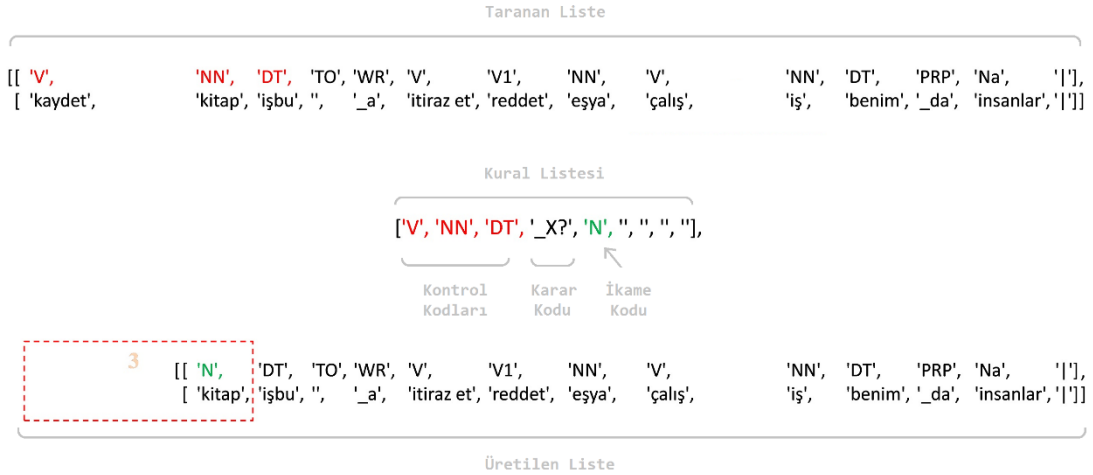 Taranan Liste
[[ 'V', 'NN', 'DT', 'TO', 'WR', 'V', 'V1', 'NN', 'V', 'NN', 'DT', 'PRP', 'Na', '|'],
[ 'kaydet', 'kitap', 'işbu', '', '_a', 'itiraz et', 'reddet', 'eşya', 'çalış', 'iş', 'benim', '_da', 'insanlar', '|']]
Kural Listesi
['V', 'NN', 'DT', '_X?', 'N', '', '', '', ''],
Kontrol Karar İkame
Kodları Kodu Kodu
3
[[ 'N', 'DT', 'TO', 'WR', 'V', 'V1', 'NN', 'V', 'NN', 'DT', 'PRP', 'Na', '|'],
[ 'kitap', 'işbu', '', '_a', 'itiraz et', 'reddet', 'eşya', 'çalış', 'iş', 'benim', '_da', 'insanlar', '|']]
Üretilen Liste